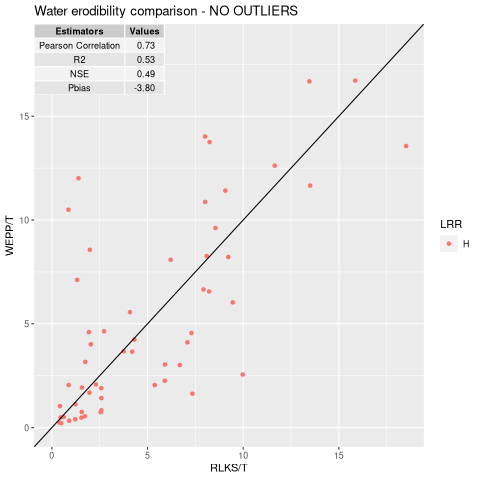 Water erodibility comparison - NO OUTLIERS
Estimators Values
Pearson Correlation 0.73
R2 0.53
NSE 0.49
Pbias -3.80
15
10
5
0
WEPP/T
0 5 10 15
RLKS/T
LRR
H